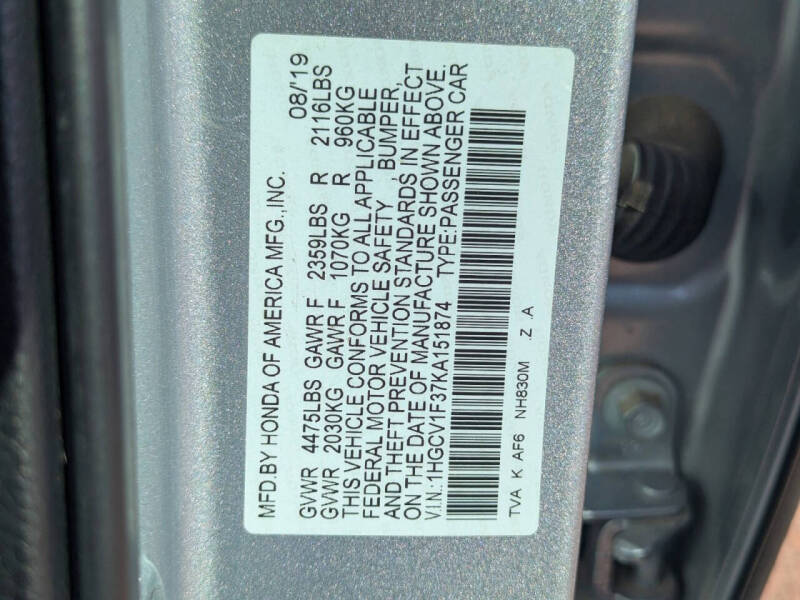 MFD.BY HONDA OF AMERICA MFG.,INC. 08/'19
GVWR 4475LBS GAWR F 2359LBS R 2116LBS
GVWR 2030KG GAWR F 1070KG R 960KG
THIS VEHICLE CONFORMS TO ALL APPLICABLE
FEDERAL MOTOR VEHICLE SAFETY , BUMPER,
AND THEFT PREVENTION STANDARDS IN EFFECT
ON THE DATE OF MANUFACTURE SHOWN ABOVE.
V.I.N.:1HGCV1F37KA151874 TYPE:PASSENGER CAR
TVA K AF6 NH830M .Z .A